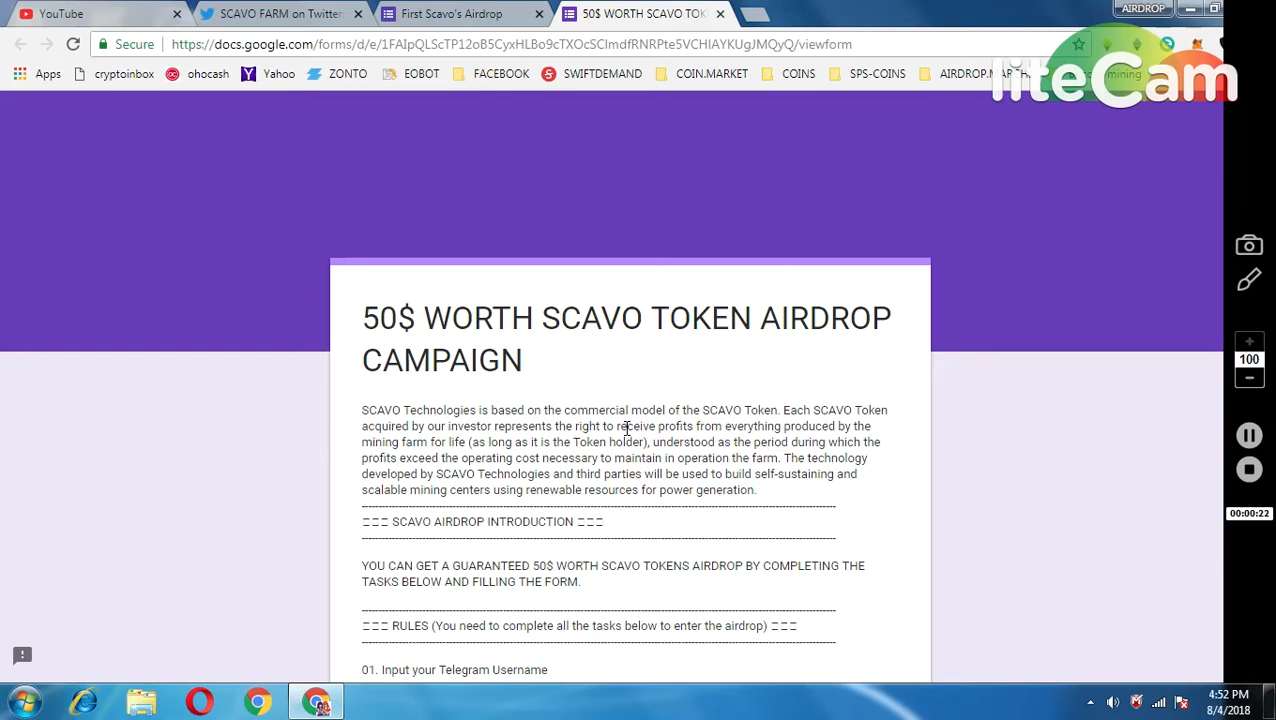 YouTube
SCAVO FARM on Twitter:
First Scavo's Airdrop
50$ WORTH SCAVO TOK
AIRDROP
Secure
https://docs.google.com/forms/d/e/
/viewform
Apps
cryptoinbox
ohocash
Yahoo
ZONTO
EOBOT
FACEBOOK
SWIFTDEMAND
COIN.MARKET
COINS
SPS-COINS
mining
liteCam
50$ WORTH SCAVO TOKEN AIRDROP
CAMPAIGN
SCAVO Technologies is based on the commercial model of the SCAVO Token. Each SCAVO Token
acquired by our investor represents the right to receive profits from everything produced by the
mining farm for life (as long as it is the Token holder), understood as the period during which the
profits exceed the operating cost necessary to maintain in operation the farm. The technology
developed by SCAVO Technologies and third parties will be used to build self-sustaining and
scalable mining centers using renewable resources for power generation.
SCAVO AIRDROP INTRODUCTION
YOU CAN GET A GUARANTEED 50$ WORTH SCAVO TOKENS AIRDROP BY COMPLETING THE
TASKS BELOW AND FILLING THE FORM.
RULES (You need to complete all the tasks below to enter the airdrop)
01. Input your Telegram Username
100
00:00:22
4:52 PM
8/4/2018